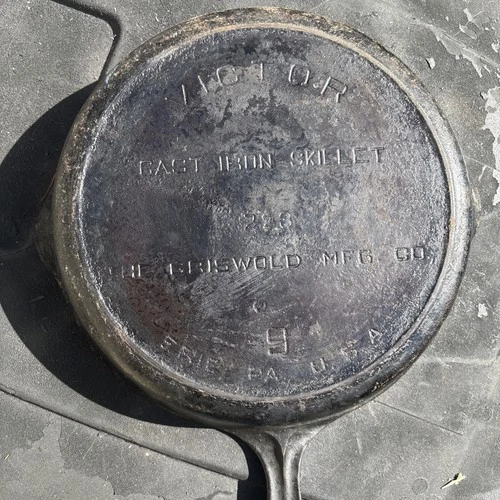 VICTOR
CAST IRON SKILLET
723
THE GRISWOLD MFG. CO.
9
ERIE PA. U.S.A.